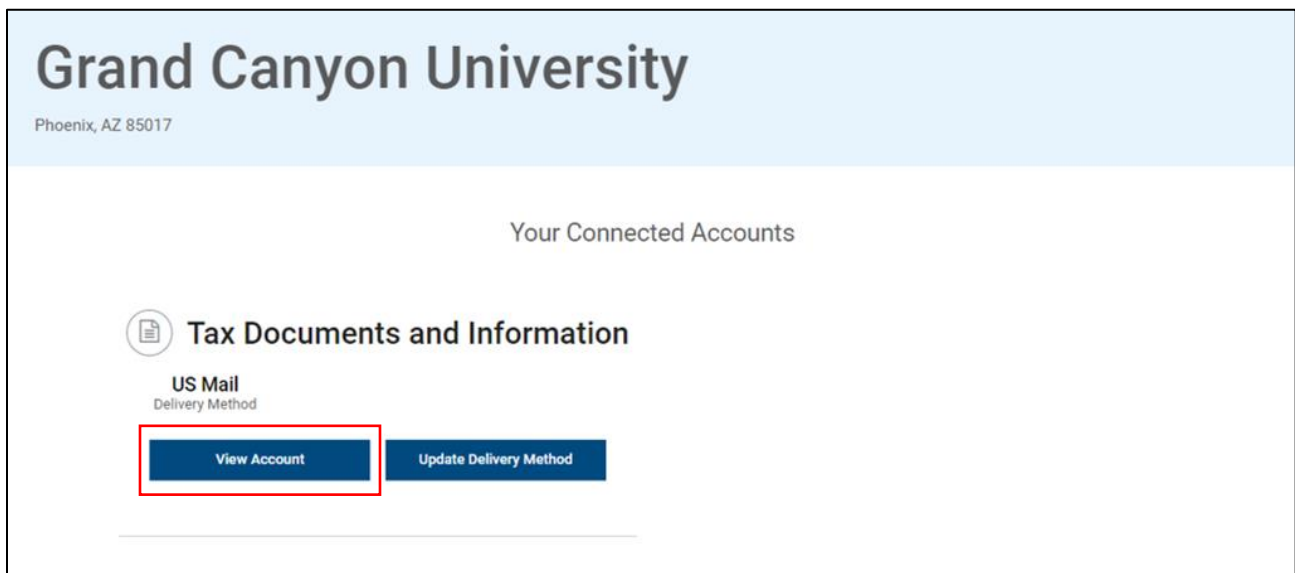 Grand Canyon University
Phoenix, AZ 85017
Your Connected Accounts
Tax Documents and Information
US Mail
Delivery Method
View Account
Update Delivery Method